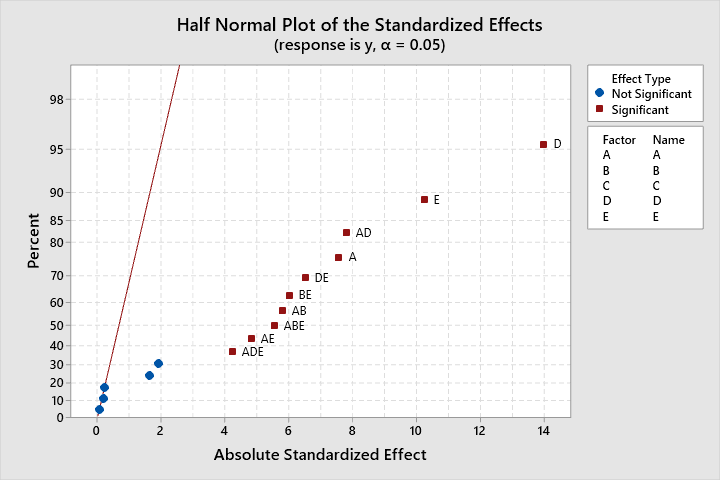 Half Normal Plot of the Standardized Effects
(response is y, α = 0.05)
Percent
98
95
90
85
80
70
60
50
40
30
20
10
0
D
E
AD
A
DE
BE
AB
ABE
AE
ADE
0 2 4 6 8 10 12 14
Absolute Standardized Effect
Effect Type
Not Significant
Significant
Factor Name
A A
B B
C C
D D
E E